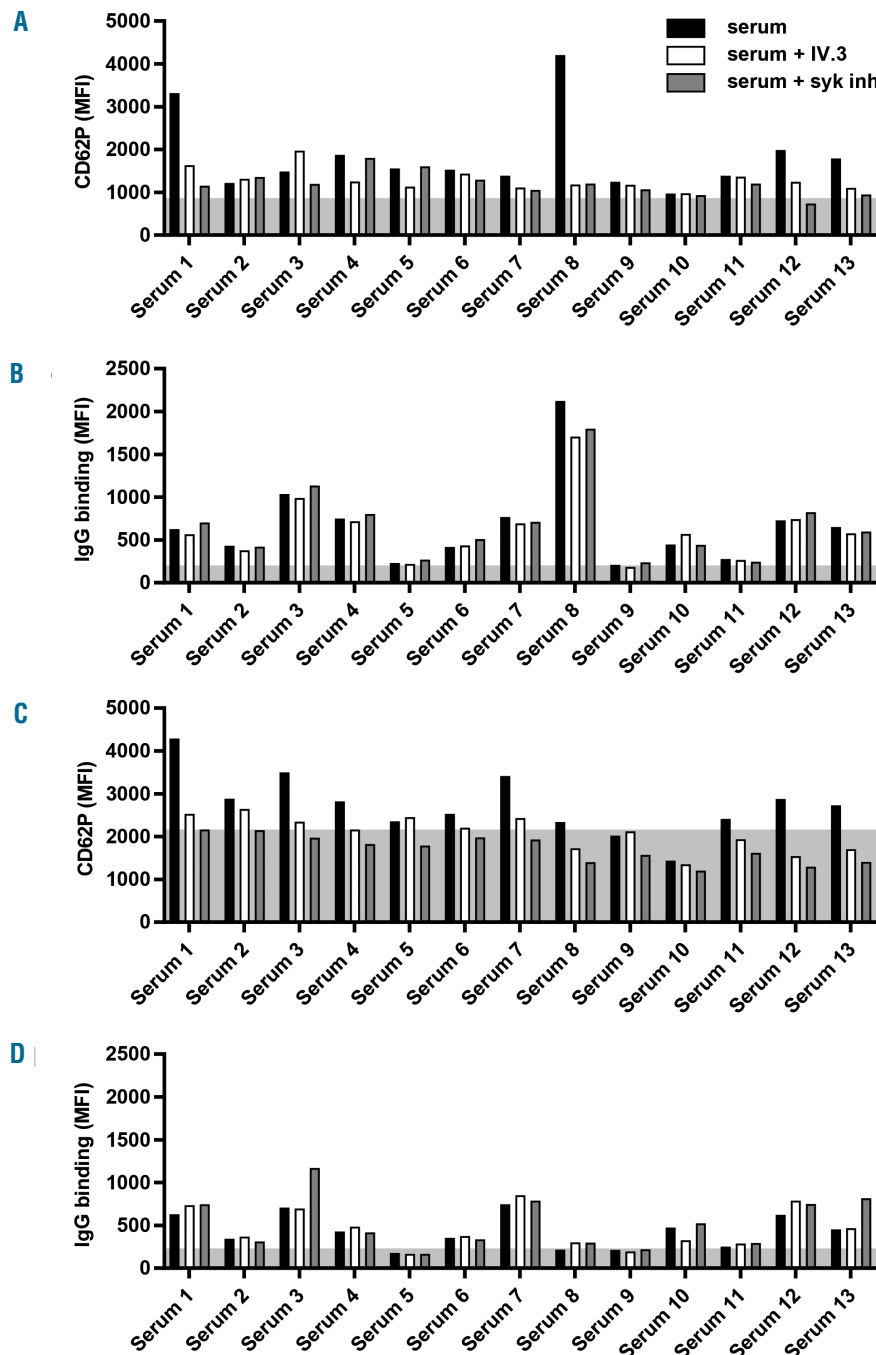 A
CD62P (MFI)
5000
4000
3000
2000
1000
0
serum
serum + IV.3
serum + syk inh
Serum 1
Serum 2
Serum 3
Serum 4
Serum 5
Serum 6
Serum 7
Serum 8
Serum 9
Serum 10
Serum 11
Serum 12
Serum 13
B
IgG binding (MFI)
2500
2000
1500
1000
500
0
Serum 1
Serum 2
Serum 3
Serum 4
Serum 5
Serum 6
Serum 7
Serum 8
Serum 9
Serum 10
Serum 11
Serum 12
Serum 13
C
CD62P (MFI)
5000
4000
3000
2000
1000
0
Serum 1
Serum 2
Serum 3
Serum 4
Serum 5
Serum 6
Serum 7
Serum 8
Serum 9
Serum 10
Serum 11
Serum 12
Serum 13
D
IgG binding (MFI)
2500
2000
1500
1000
500
0
Serum 1
Serum 2
Serum 3
Serum 4
Serum 5
Serum 6
Serum 7
Serum 8
Serum 9
Serum 10
Serum 11
Serum 12
Serum 13